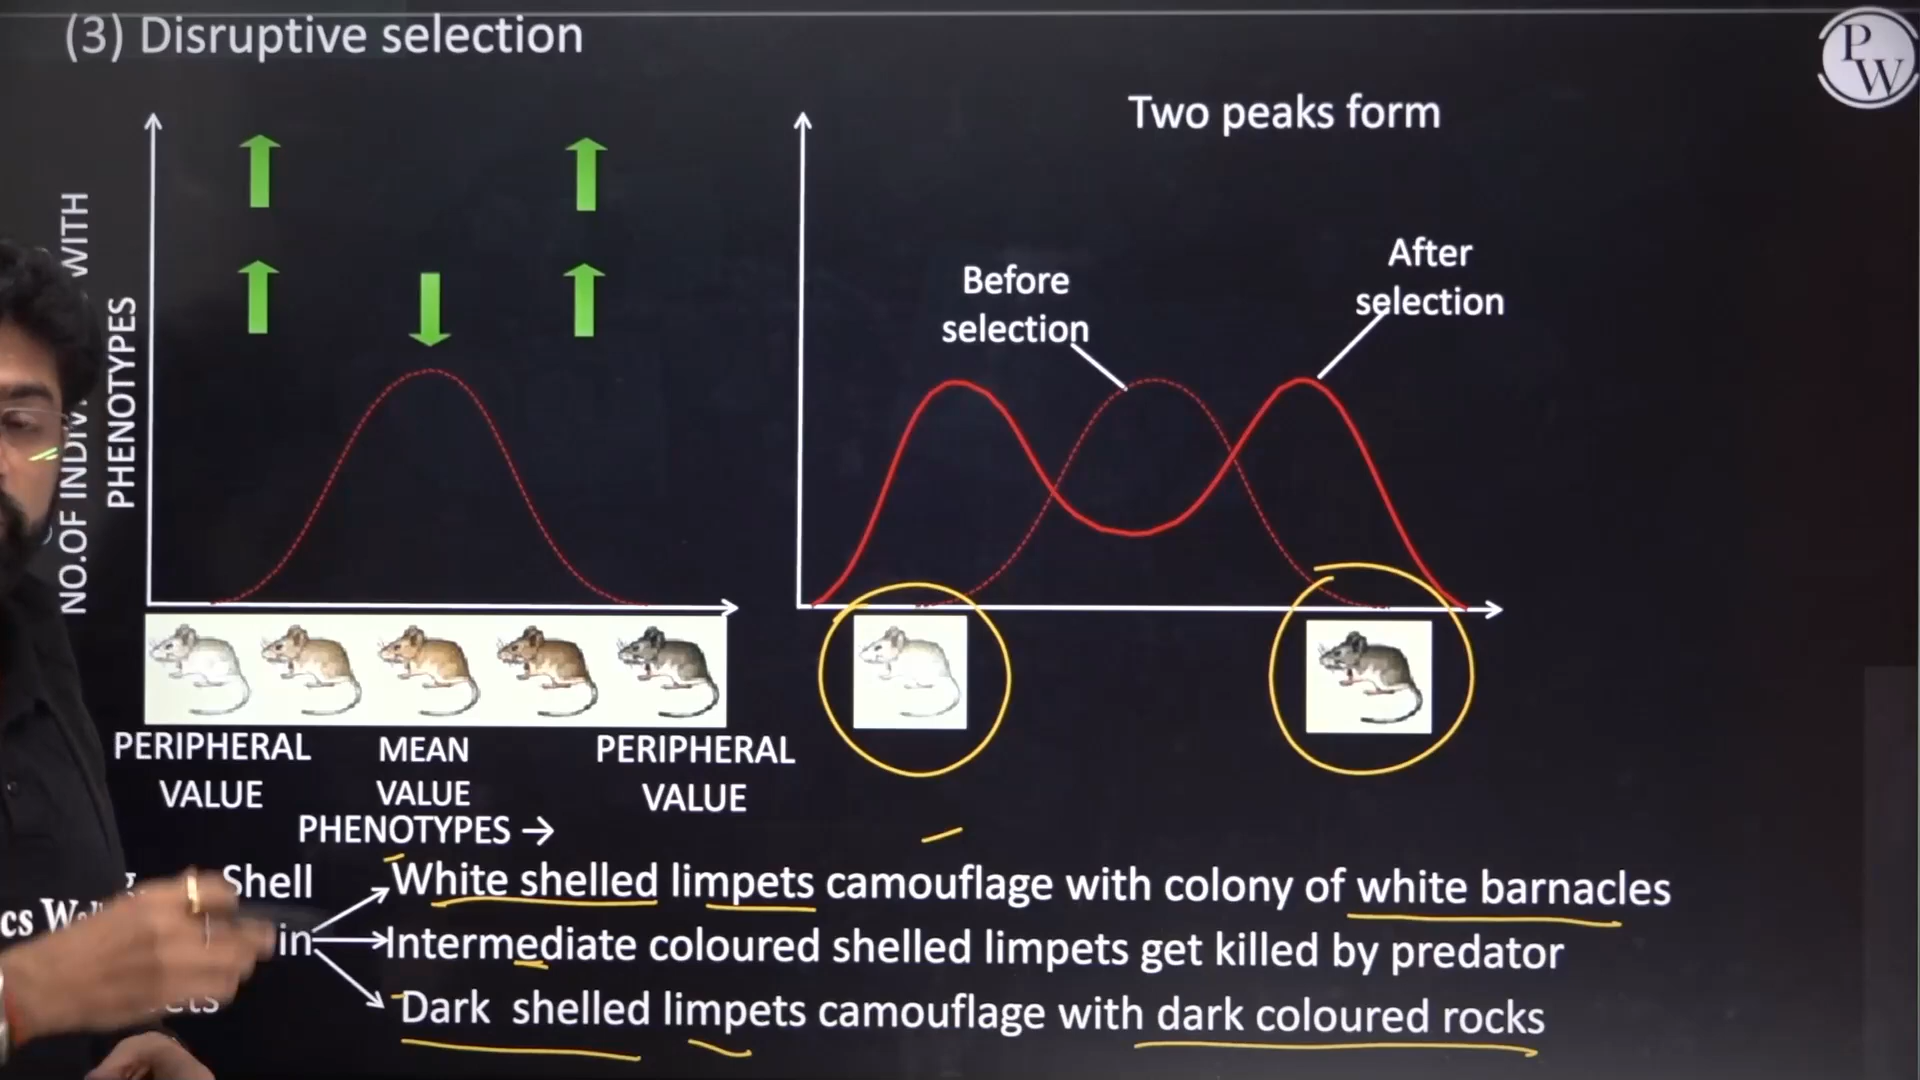 (3) Disruptive selection
PW
Two peaks form
NO.OF WITH
PHENOTYPES
Before
selection
After
selection
PERIPHERAL
VALUE
MEAN
VALUE
PERIPHERAL
VALUE
PHENOTYPES →
Shell
in
White shelled limpets camouflage with colony of white barnacles
Intermediate coloured shelled limpets get killed by predator
Dark shelled limpets camouflage with dark coloured rocks